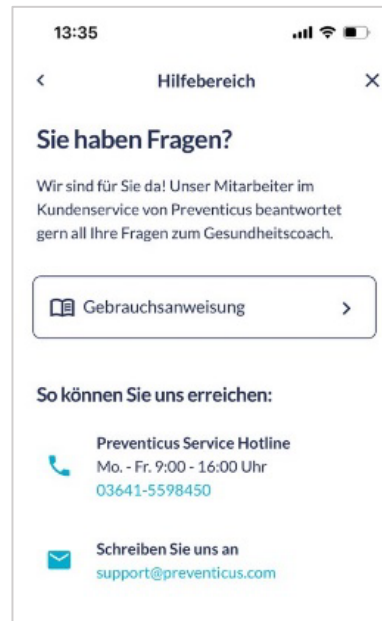 13:35
Hilfebereich
Sie haben Fragen?
Wir sind für Sie da! Unser Mitarbeiter im
Kundenservice von Preventicus beantwortet
gern all Ihre Fragen zum Gesundheitscoach.
Gebrauchsanweisung
So können Sie uns erreichen:
Preventicus Service Hotline
Mo. - Fr. 9:00 - 16:00 Uhr
03641-5598450
Schreiben Sie uns an
support@preventicus.com